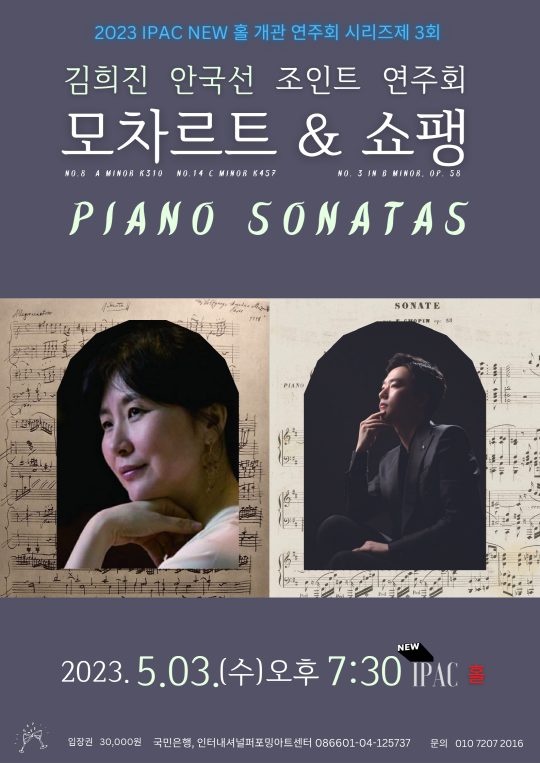 2023 IPAC NEW 홀 개관 연주회 시리즈제 3회
김희진 안국선 조인트 연주회
모차르트 & 쇼팽
NO.8 A MINOR K310 NO.14 C MINOR K457 NO. 3 IN B MINOR, OP. 58
PIANO SONATAS
SONATE
CHOPIN op. 58
PIANO
2023. 5.03.(수)오후 7:30 NEW IPAC 홀
입장권 30,000원 국민은행, 인터내셔널퍼포밍아트센터 086601-04-125737 문의 010 7207 2016